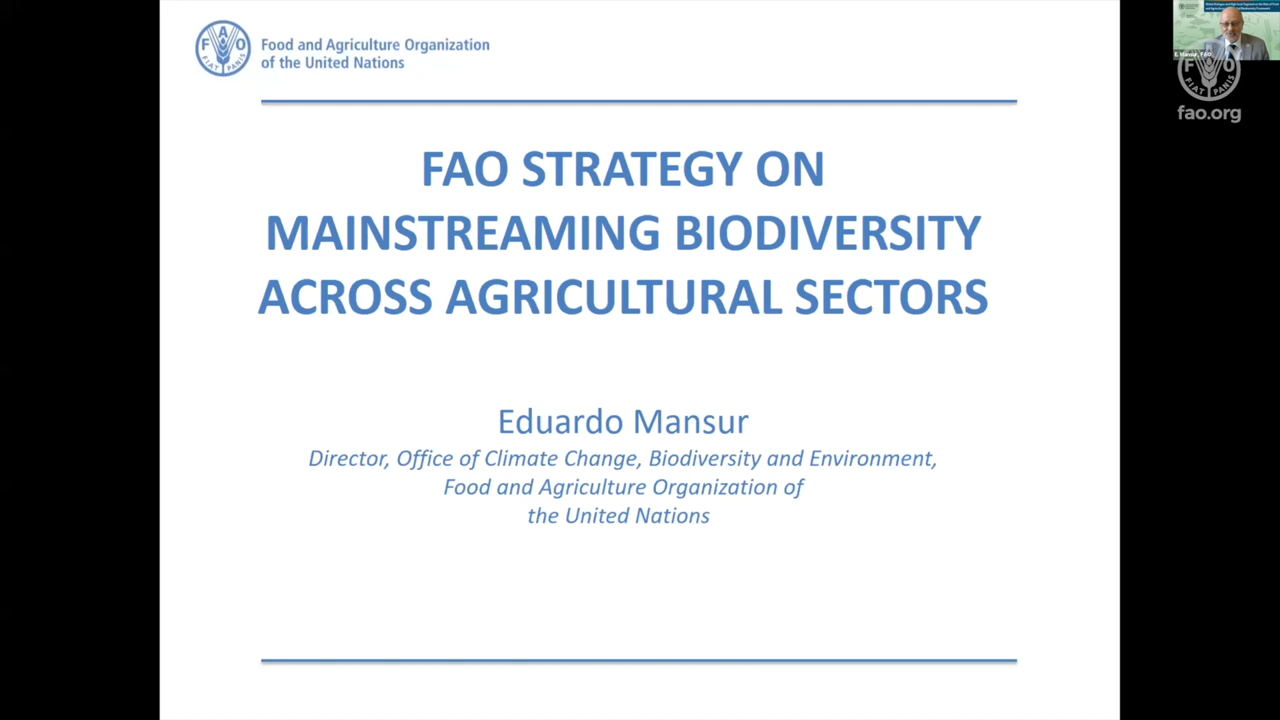 FAO
FIAT PANIS
Food and Agriculture Organization
of the United Nations
FAO STRATEGY ON
MAINSTREAMING BIODIVERSITY
ACROSS AGRICULTURAL SECTORS
Eduardo Mansur
Director, Office of Climate Change, Biodiversity and Environment,
Food and Agriculture Organization of
the United Nations
E.Mansur, FAO
FAO
FIAT PANIS
fao.org